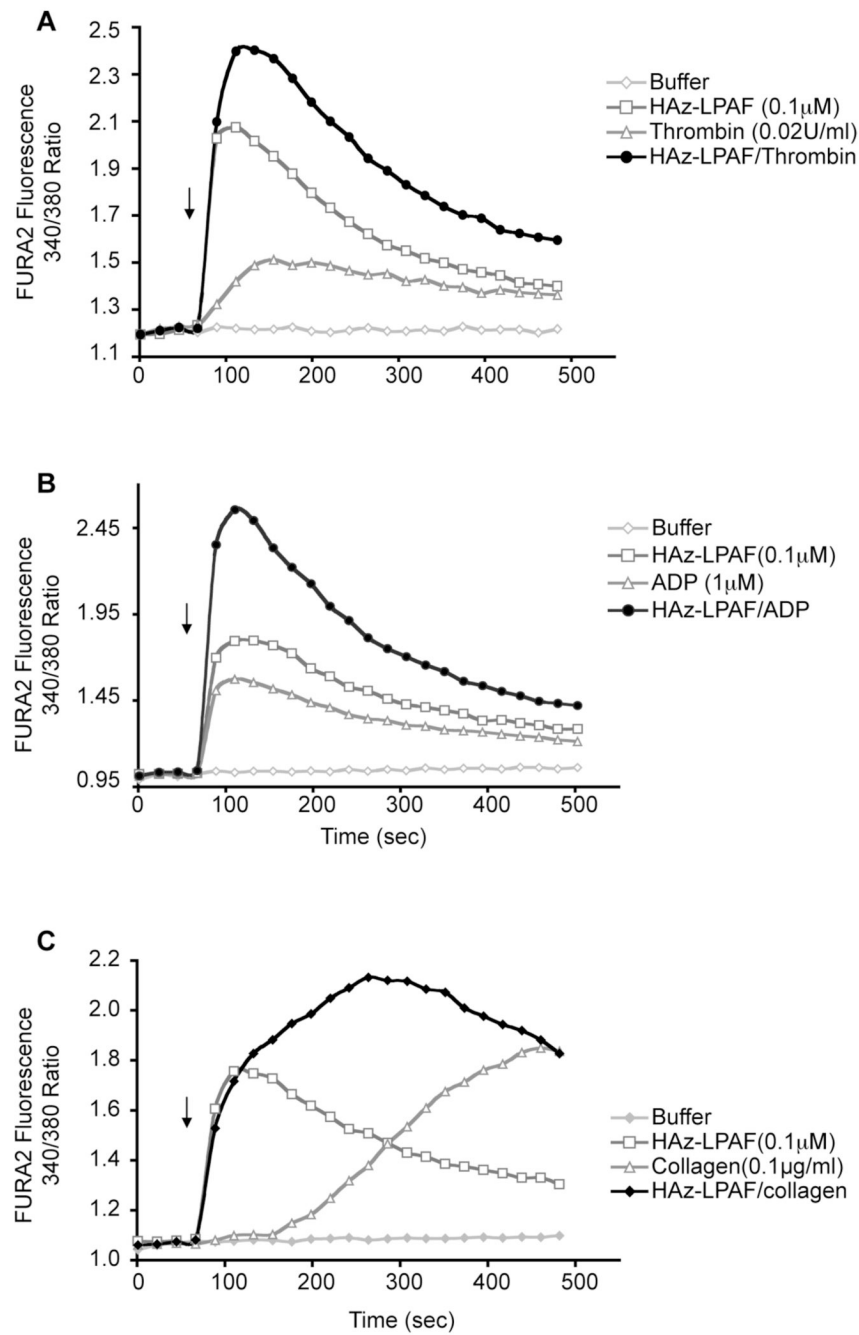 A
2.5
2.3
2.1
1.9
1.7
1.5
1.3
1.1
FURA2 Fluorescence
340/380 Ratio
0 100 200 300 400 500
Buffer
HAz-LPAF (0.1μM)
Thrombin (0.02U/ml)
HAz-LPAF/Thrombin
B
2.45
1.95
1.45
0.95
FURA2 Fluorescence
340/380 Ratio
0 100 200 300 400 500
Time (sec)
Buffer
HAz-LPAF(0.1μM)
ADP (1μM)
HAz-LPAF/ADP
C
2.2
2.0
1.8
1.6
1.4
1.2
1.0
FURA2 Fluorescence
340/380 Ratio
0 100 200 300 400 500
Time (sec)
Buffer
HAz-LPAF(0.1μM)
Collagen(0.1μg/ml)
HAz-LPAF/collagen